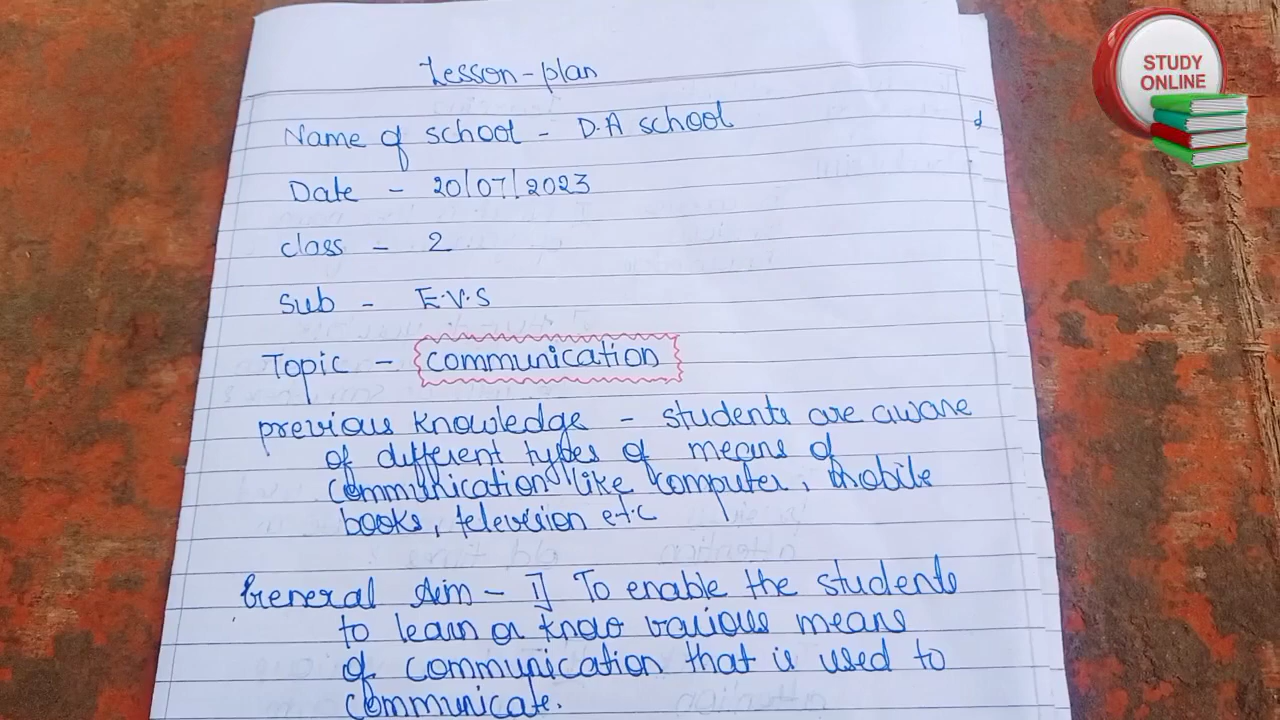 Lesson-plan
Name of school - D.A school
Date - 20/07/2023
class - 2
Sub - E.V.S
Topic - communication
previous knowledge - students are aware
of different types of means of
communication like computer, mobile
books, television etc
General Aim - 1] To enable the students
to learn or know various means
of communication that is used to
communicate.
STUDY
ONLINE